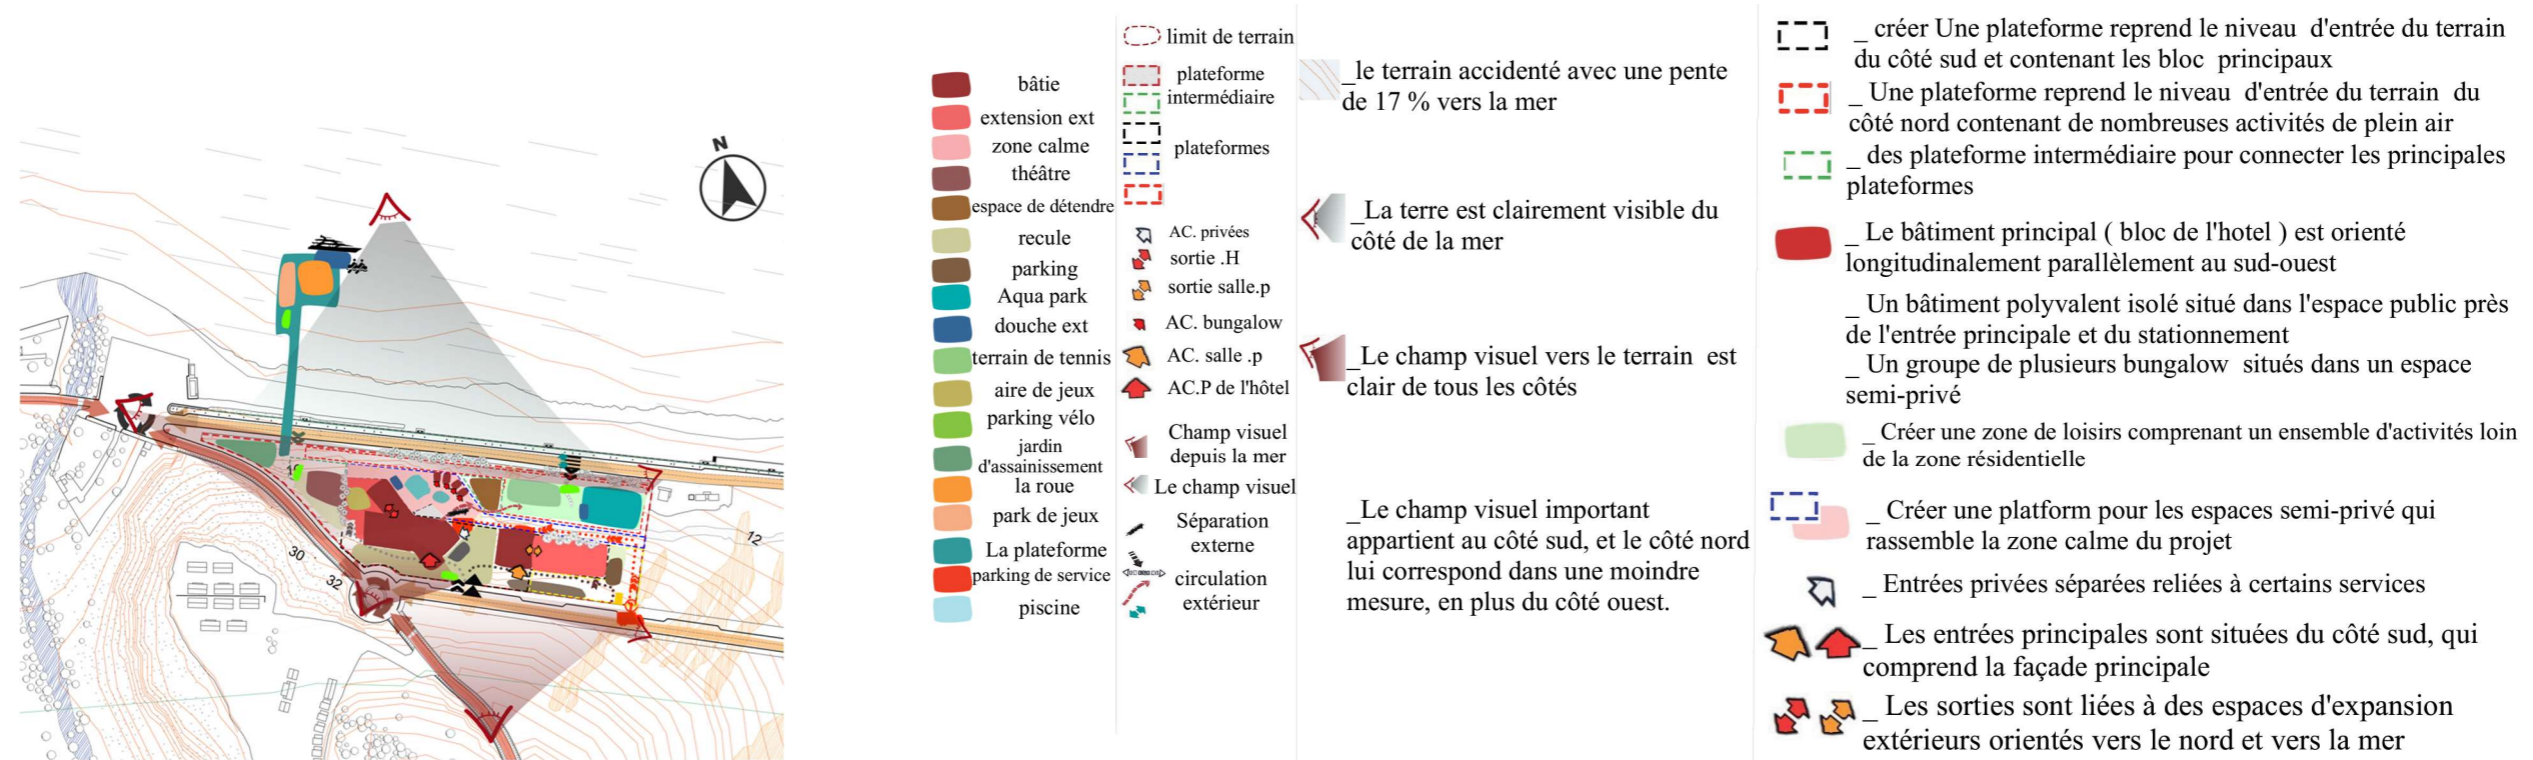 N
30
32
12
bâtie
extension ext
zone calme
théâtre
espace de détendre
recule
parking
Aqua park
douche ext
terrain de tennis
aire de jeux
parking vélo
jardin
d'assainissement
la roue
park de jeux
La plateforme
parking de service
piscine
limit de terrain
plateforme
intermédiaire
plateformes
AC. privées
sortie .H
sortie salle.p
AC. bungalow
AC. salle .p
AC.P de l'hôtel
Champ visuel
depuis la mer
Le champ visuel
Séparation
externe
circulation
extérieur
_le terrain accidenté avec une pente
de 17 % vers la mer
_La terre est clairement visible du
côté de la mer
_Le champ visuel vers le terrain est
clair de tous les côtés
_Le champ visuel important
appartient au côté sud, et le côté nord
lui correspond dans une moindre
mesure, en plus du côté ouest.
_ créer Une plateforme reprend le niveau d'entrée du terrain
du côté sud et contenant les bloc principaux
_ Une plateforme reprend le niveau d'entrée du terrain du
côté nord contenant de nombreuses activités de plein air
_ des plateforme intermédiaire pour connecter les principales
plateformes
_ Le bâtiment principal ( bloc de l'hotel ) est orienté
longitudinalement parallèlement au sud-ouest
_ Un bâtiment polyvalent isolé situé dans l'espace public près
de l'entrée principale et du stationnement
_ Un groupe de plusieurs bungalow situés dans un espace
semi-privé
_ Créer une zone de loisirs comprenant un ensemble d'activités loin
de la zone résidentielle
_ Créer une platform pour les espaces semi-privé qui
rassemble la zone calme du projet
_ Entrées privées séparées reliées à certains services
_ Les entrées principales sont situées du côté sud, qui
comprend la façade principale
_ Les sorties sont liées à des espaces d'expansion
extérieurs orientés vers le nord et vers la mer